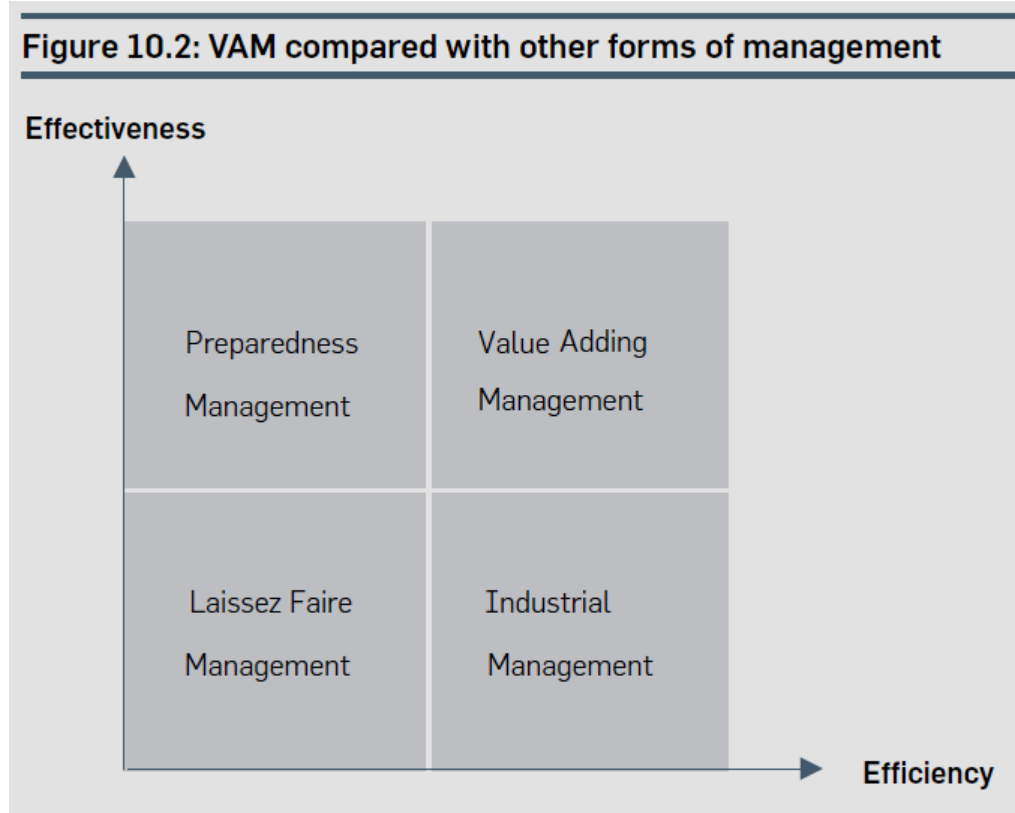 Figure 10.2: VAM compared with other forms of management
Effectiveness
Preparedness
Management
Value Adding
Management
Laissez Faire
Management
Industrial
Management
Efficiency